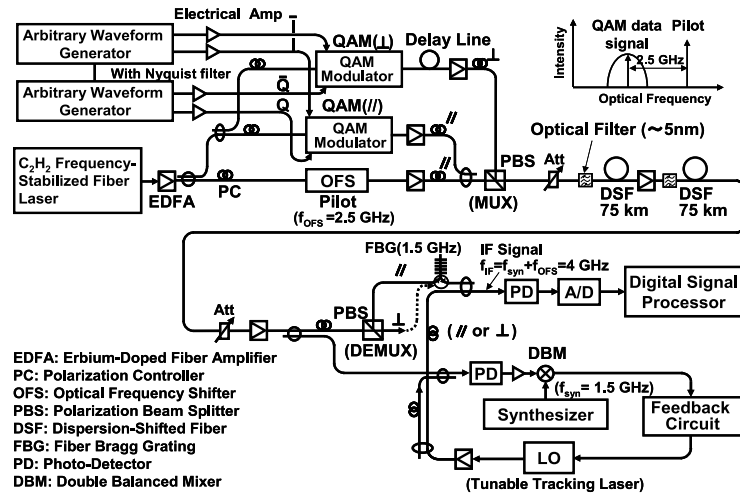 Electrical Amp
Arbitrary Waveform
Generator
With Nyquist filter
Arbitrary Waveform
Generator
I
Ī
Q̄
Q
QAM(⊥)
QAM
Modulator
Delay Line
⊥
QAM(//)
QAM
Modulator
//
//
C₂H₂ Frequency-
Stabilized Fiber
Laser
EDFA
PC
OFS
Pilot
(f_OFS =2.5 GHz)
PBS
(MUX)
Att
Optical Filter (~5nm)
DSF
75 km
DSF
75 km
Intensity
QAM data
signal
Pilot
2.5 GHz
Optical Frequency
FBG(1.5 GHz)
//
PBS
⊥
(DEMUX)
Att
IF Signal
f_IF=f_syn+f_OFS=4 GHz
PD
A/D
Digital Signal
Processor
(// or ⊥)
PD
DBM
(f_syn= 1.5 GHz)
Synthesizer
Feedback
Circuit
LO
(Tunable Tracking Laser)
EDFA: Erbium-Doped Fiber Amplifier
PC: Polarization Controller
OFS: Optical Frequency Shifter
PBS: Polarization Beam Splitter
DSF: Dispersion-Shifted Fiber
FBG: Fiber Bragg Grating
PD: Photo-Detector
DBM: Double Balanced Mixer